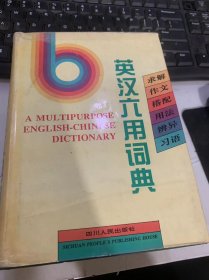 6
英汉六用词典
A MULTIPURPOSE
ENGLISH-CHINESE
DICTIONARY
求解
作文
搭配
用法
辨异
习语
四川人民出版社
SICHUAN PEOPLE'S PUBLISHING HOUSE